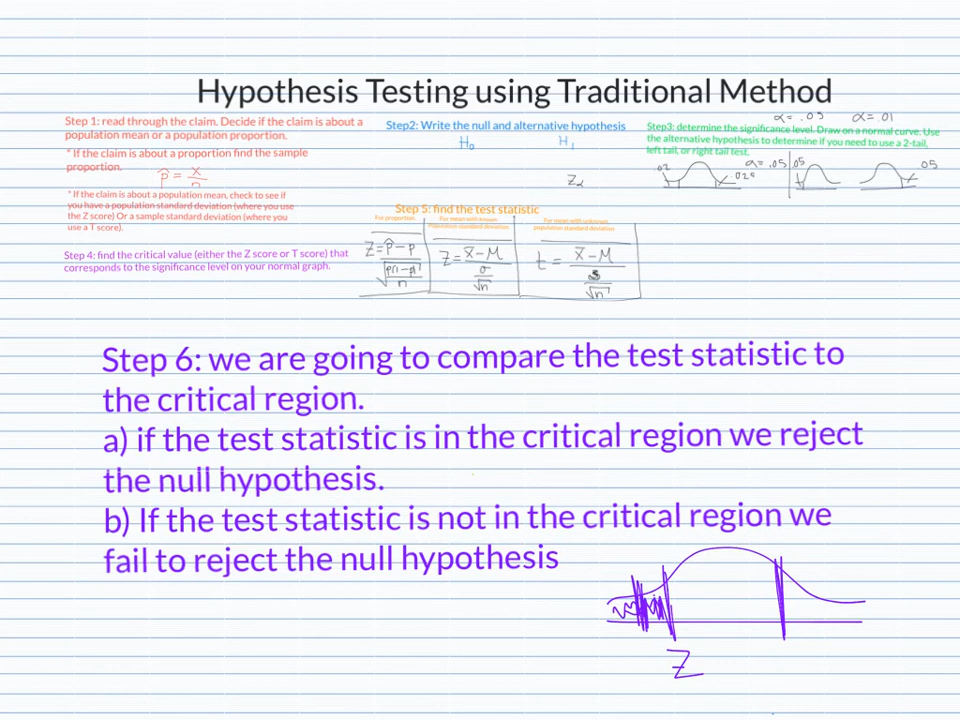 Hypothesis Testing using Traditional Method
Step 1: read through the claim. Decide if the claim is about a
population mean or a population proportion.
* If the claim is about a proportion find the sample
proportion.
p̂ = x/n
* If the claim is about a population mean, check to see if
you have a population standard deviation (where you use
the Z score) Or a sample standard deviation (where you
use a T score).
Step2: Write the null and alternative hypothesis
H₀ H₁
α = .05 α = .01
Step3: determine the significance level. Draw on a normal curve. Use
the alternative hypothesis to determine if you need to use a 2-tail,
left tail, or right tail test.
α = .05 .05 .05
.025
Step 4: find the critical value (either the Z score or T score) that
corresponds to the significance level on your normal graph.
Step 5: find the test statistic
For proportion
For mean with known
population standard deviation
For mean with unknown
population standard deviation
Z = p̂ - p / √p(1-p)/n
Z = x̄ - M / σ/√n
t = x̄ - M / s/√n
Step 6: we are going to compare the test statistic to
the critical region.
a) if the test statistic is in the critical region we reject
the null hypothesis.
b) If the test statistic is not in the critical region we
fail to reject the null hypothesis
Z